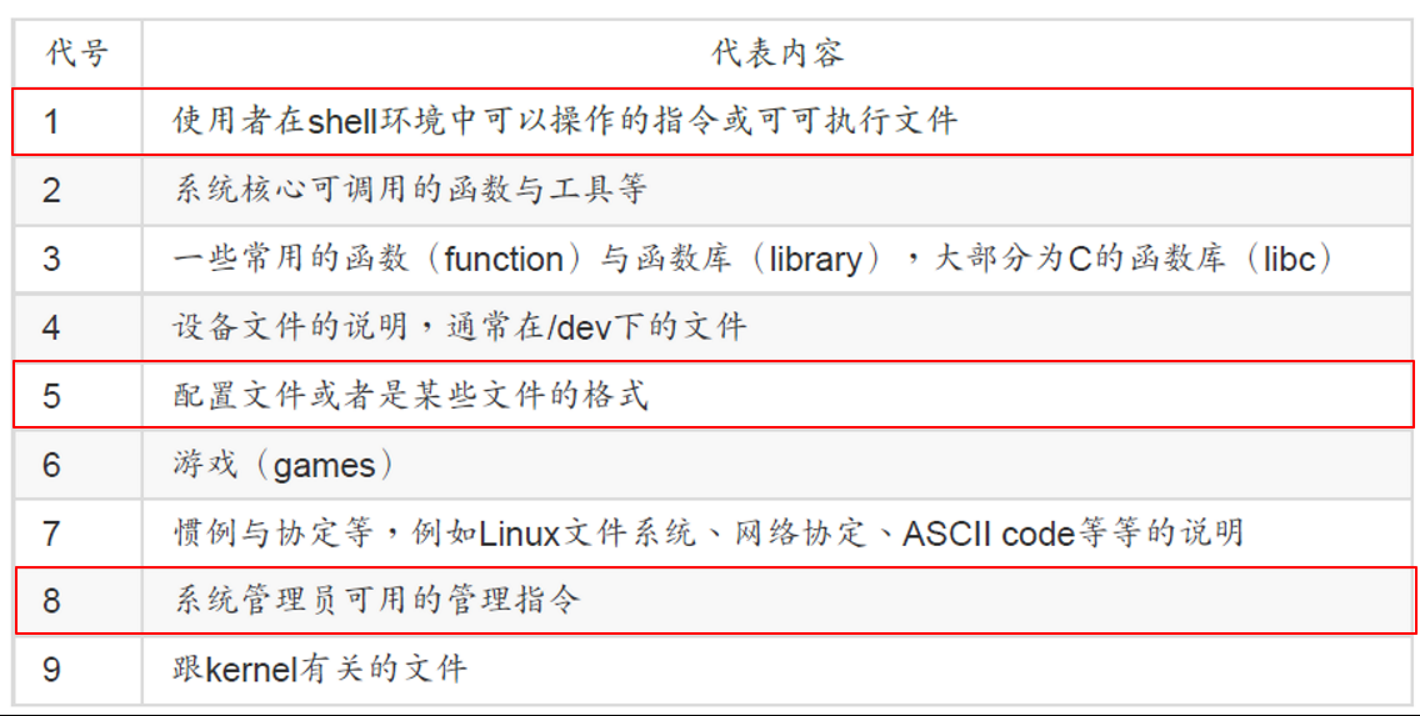 代号 代表内容
1 使用者在shell环境中可以操作的指令或可可执行文件
2 系统核心可调用的函数与工具等
3 一些常用的函数（function）与函数库（library），大部分为C的函数库（libc）
4 设备文件的说明，通常在/dev下的文件
5 配置文件或者是某些文件的格式
6 游戏（games）
7 惯例与协定等，例如Linux文件系统、网络协定、ASCII code等等的说明
8 系统管理员可用的管理指令
9 跟kernel有关的文件